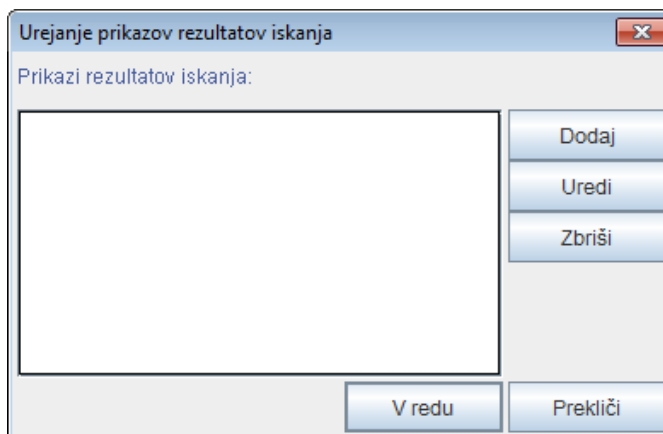 Urejanje prikazov rezultatov iskanja
Prikazi rezultatov iskanja:
Dodaj
Uredi
Zbriši
V redu
Prekliči